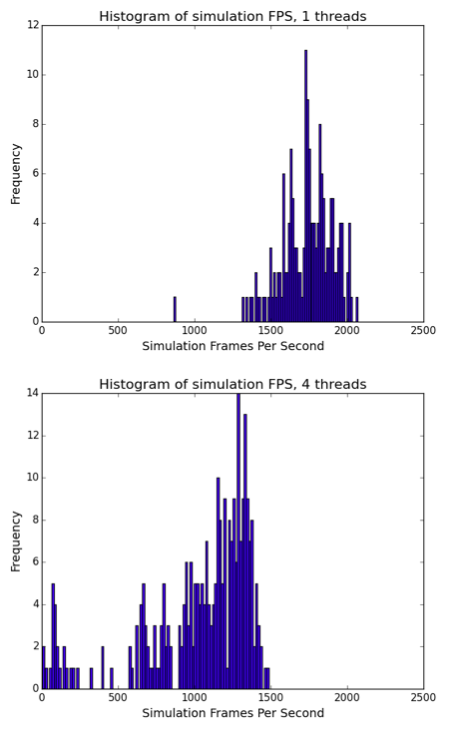 Histogram of simulation FPS, 1 threads
12
10
8
6
4
2
0
Frequency
0 500 1000 1500 2000 2500
Simulation Frames Per Second
Histogram of simulation FPS, 4 threads
14
12
10
8
6
4
2
0
Frequency
0 500 1000 1500 2000 2500
Simulation Frames Per Second